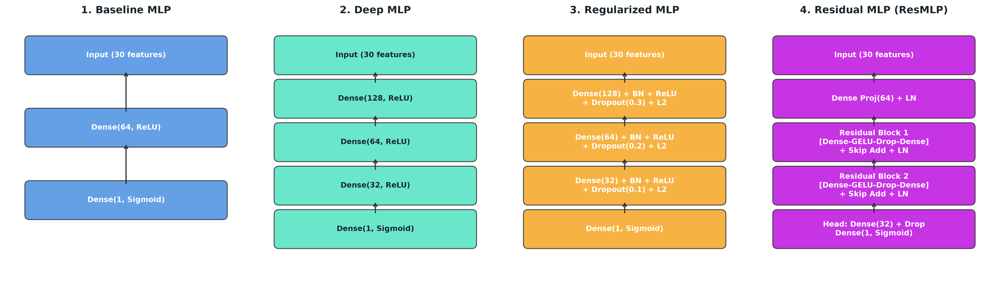 1. Baseline MLP
Input (30 features)
Dense(64, ReLU)
Dense(1, Sigmoid)
2. Deep MLP
Input (30 features)
Dense(128, ReLU)
Dense(64, ReLU)
Dense(32, ReLU)
Dense(1, Sigmoid)
3. Regularized MLP
Input (30 features)
Dense(128) + BN + ReLU
+ Dropout(0.3) + L2
Dense(64) + BN + ReLU
+ Dropout(0.2) + L2
Dense(32) + BN + ReLU
+ Dropout(0.1) + L2
Dense(1, Sigmoid)
4. Residual MLP (ResMLP)
Input (30 features)
Dense Proj(64) + LN
Residual Block 1
[Dense-GELU-Drop-Dense]
+ Skip Add + LN
Residual Block 2
[Dense-GELU-Drop-Dense]
+ Skip Add + LN
Head: Dense(32) + Drop
Dense(1, Sigmoid)